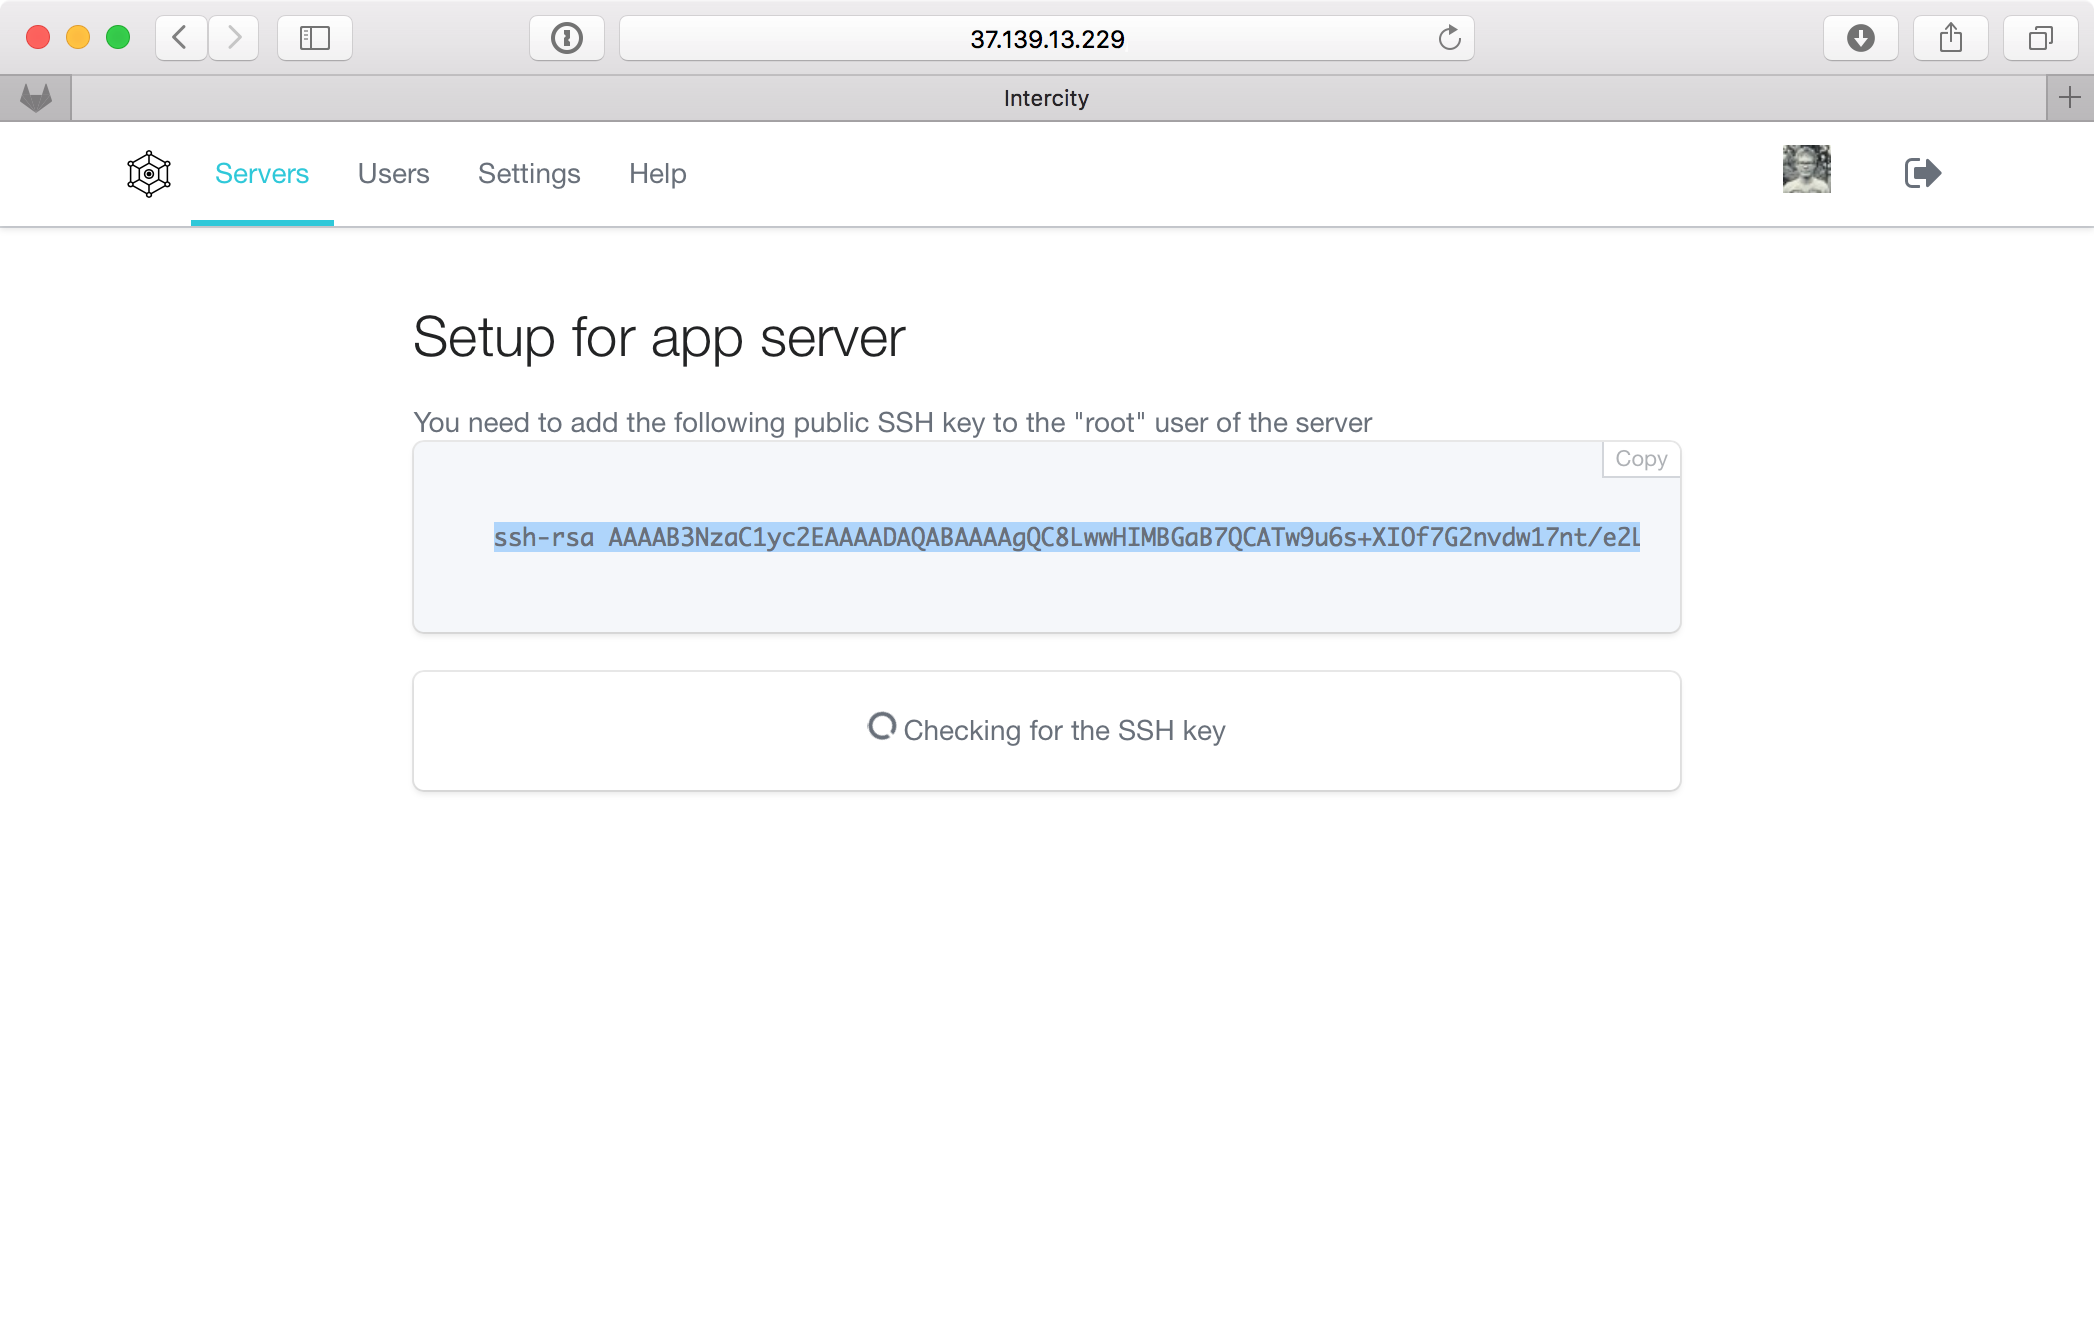 37.139.13.229
Intercity
Servers Users Settings Help
Setup for app server
You need to add the following public SSH key to the "root" user of the server
Copy
ssh-rsa AAAAB3NzaC1yc2EAAAADAQABAAAAgQC8LwwHIMBGaB7QCATw9u6s+XIOf7G2nvdw17nt/e2L
Checking for the SSH key